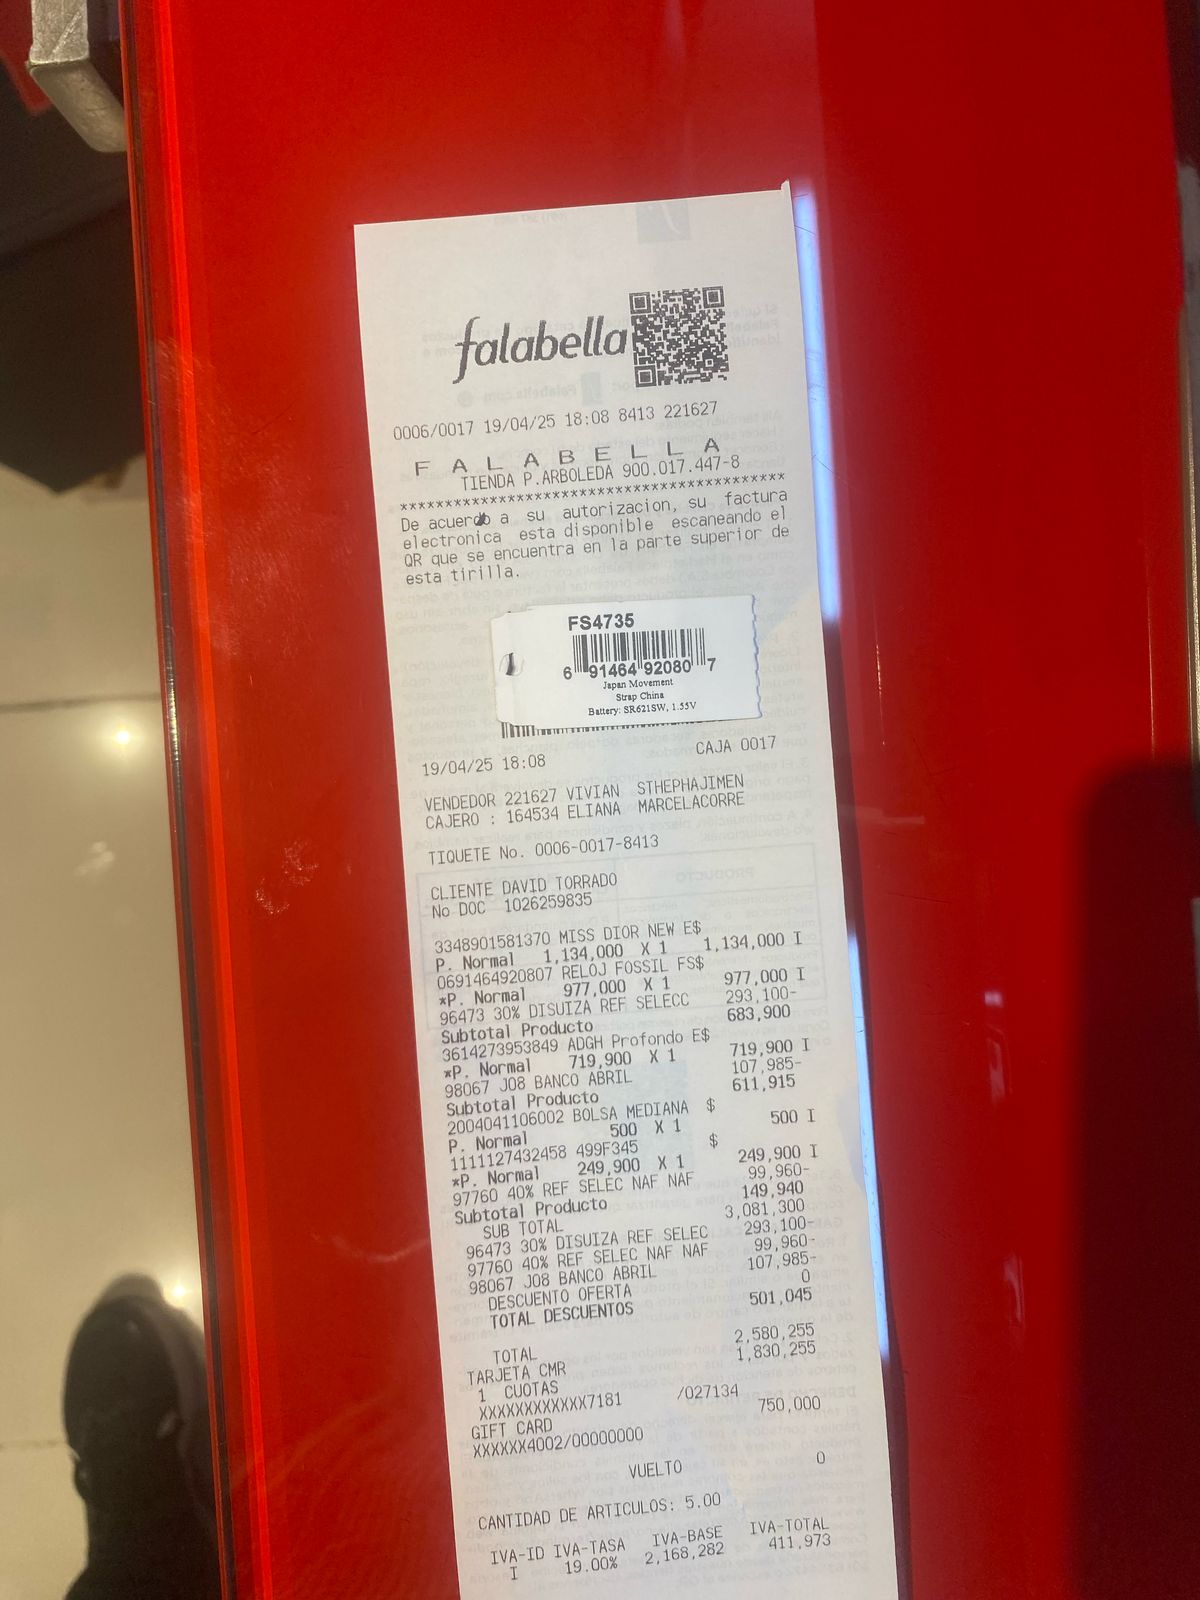 falabella
0006/0017 19/04/25 18:08 8413 221627
F A L A B E L L A
TIENDA P.ARBOLEDA 900.017.447-8
******************************************
De acuerdo a su autorizacion, su factura
electronica esta disponible escaneando el
QR que se encuentra en la parte superior de
esta tirilla.
FS4735
6 91464 92080 7
Japan Movement
Strap China
Battery: SR621SW, 1.55V
19/04/25 18:08 CAJA 0017
VENDEDOR 221627 VIVIAN STHEPHAJIMEN
CAJERO : 164534 ELIANA MARCELACORRE
TIQUETE No. 0006-0017-8413
CLIENTE DAVID TORRADO
No DOC 1026259835
3348901581370 MISS DIOR NEW E$
P. Normal 1,134,000 X 1 1,134,000 I
0691464920807 RELOJ FOSSIL FS$
*P. Normal 977,000 X 1 977,000 I
96473 30% DISUIZA REF SELECC 293,100-
Subtotal Producto 683,900
3614273953849 ADGH Profondo E$
*P. Normal 719,900 X 1 719,900 I
98067 J08 BANCO ABRIL 107,985-
Subtotal Producto 611,915
2004041106002 BOLSA MEDIANA $
P. Normal 500 X 1 500 I
1111127432458 499F345 $
*P. Normal 249,900 X 1 249,900 I
97760 40% REF SELEC NAF NAF 99,960-
Subtotal Producto 149,940
SUB TOTAL 3,081,300
96473 30% DISUIZA REF SELEC 293,100-
97760 40% REF SELEC NAF NAF 99,960-
98067 J08 BANCO ABRIL 107,985-
DESCUENTO OFERTA 0
TOTAL DESCUENTOS 501,045
TOTAL 2,580,255
TARJETA CMR 1,830,255
1 CUOTAS
XXXXXXXXXXXX7181 /027134
GIFT CARD 750,000
XXXXXX4002/00000000
VUELTO 0
CANTIDAD DE ARTICULOS: 5.00
IVA-ID IVA-TASA IVA-BASE IVA-TOTAL
I 19.00% 2,168,282 411,973